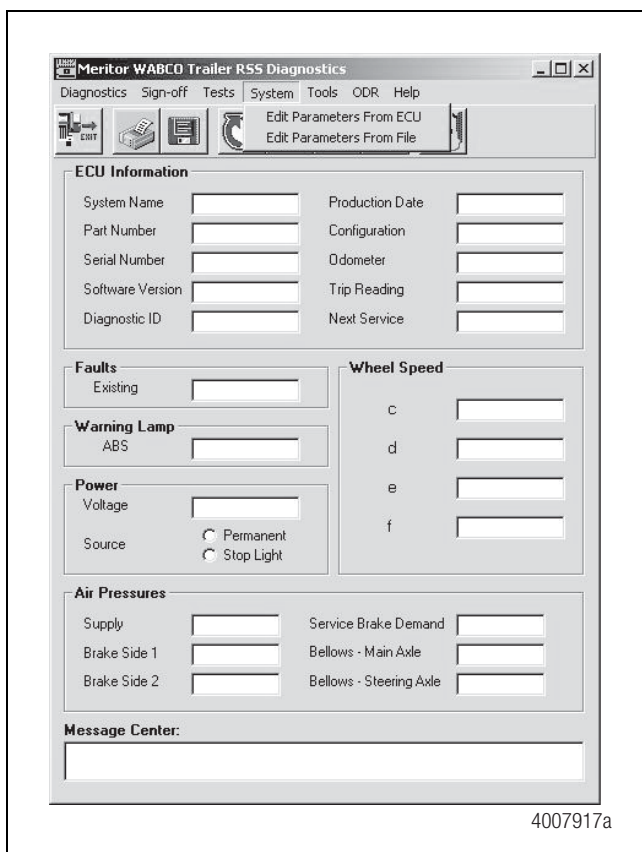 Meritor WABCO Trailer RSS Diagnostics
Diagnostics Sign-off Tests System Tools ODR Help
Edit Parameters From ECU
Edit Parameters From File
EXIT
ECU Information
System Name Production Date
Part Number Configuration
Serial Number Odometer
Software Version Trip Reading
Diagnostic ID Next Service
Faults
Existing
Warning Lamp
ABS
Power
Voltage
Source
Permanent
Stop Light
Wheel Speed
c
d
e
f
Air Pressures
Supply Service Brake Demand
Brake Side 1 Bellows - Main Axle
Brake Side 2 Bellows - Steering Axle
Message Center:
4007917a